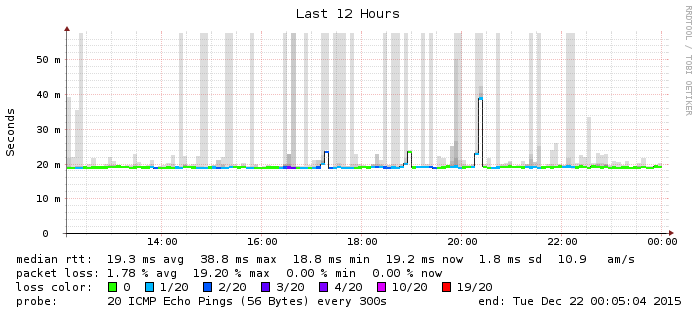 Last 12 Hours
RRDTOOL / TOBI OETIKER
Seconds
50 m
40 m
30 m
20 m
10 m
0
14:00 16:00 18:00 20:00 22:00 00:00
median rtt: 19.3 ms avg 38.8 ms max 18.8 ms min 19.2 ms now 1.8 ms sd 10.9 am/s
packet loss: 1.78 % avg 19.20 % max 0.00 % min 0.00 % now
loss color: 0 1/20 2/20 3/20 4/20 10/20 19/20
probe: 20 ICMP Echo Pings (56 Bytes) every 300s end: Tue Dec 22 00:05:04 2015